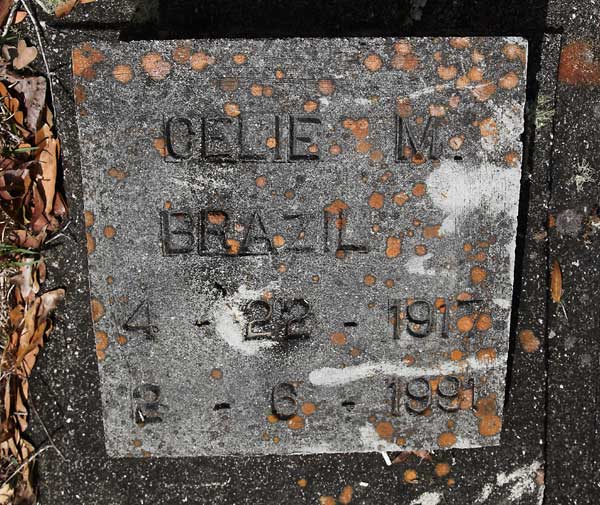 CELIE M.
BRAZIL
4 - 22 - 1917
2 - 6 - 1991